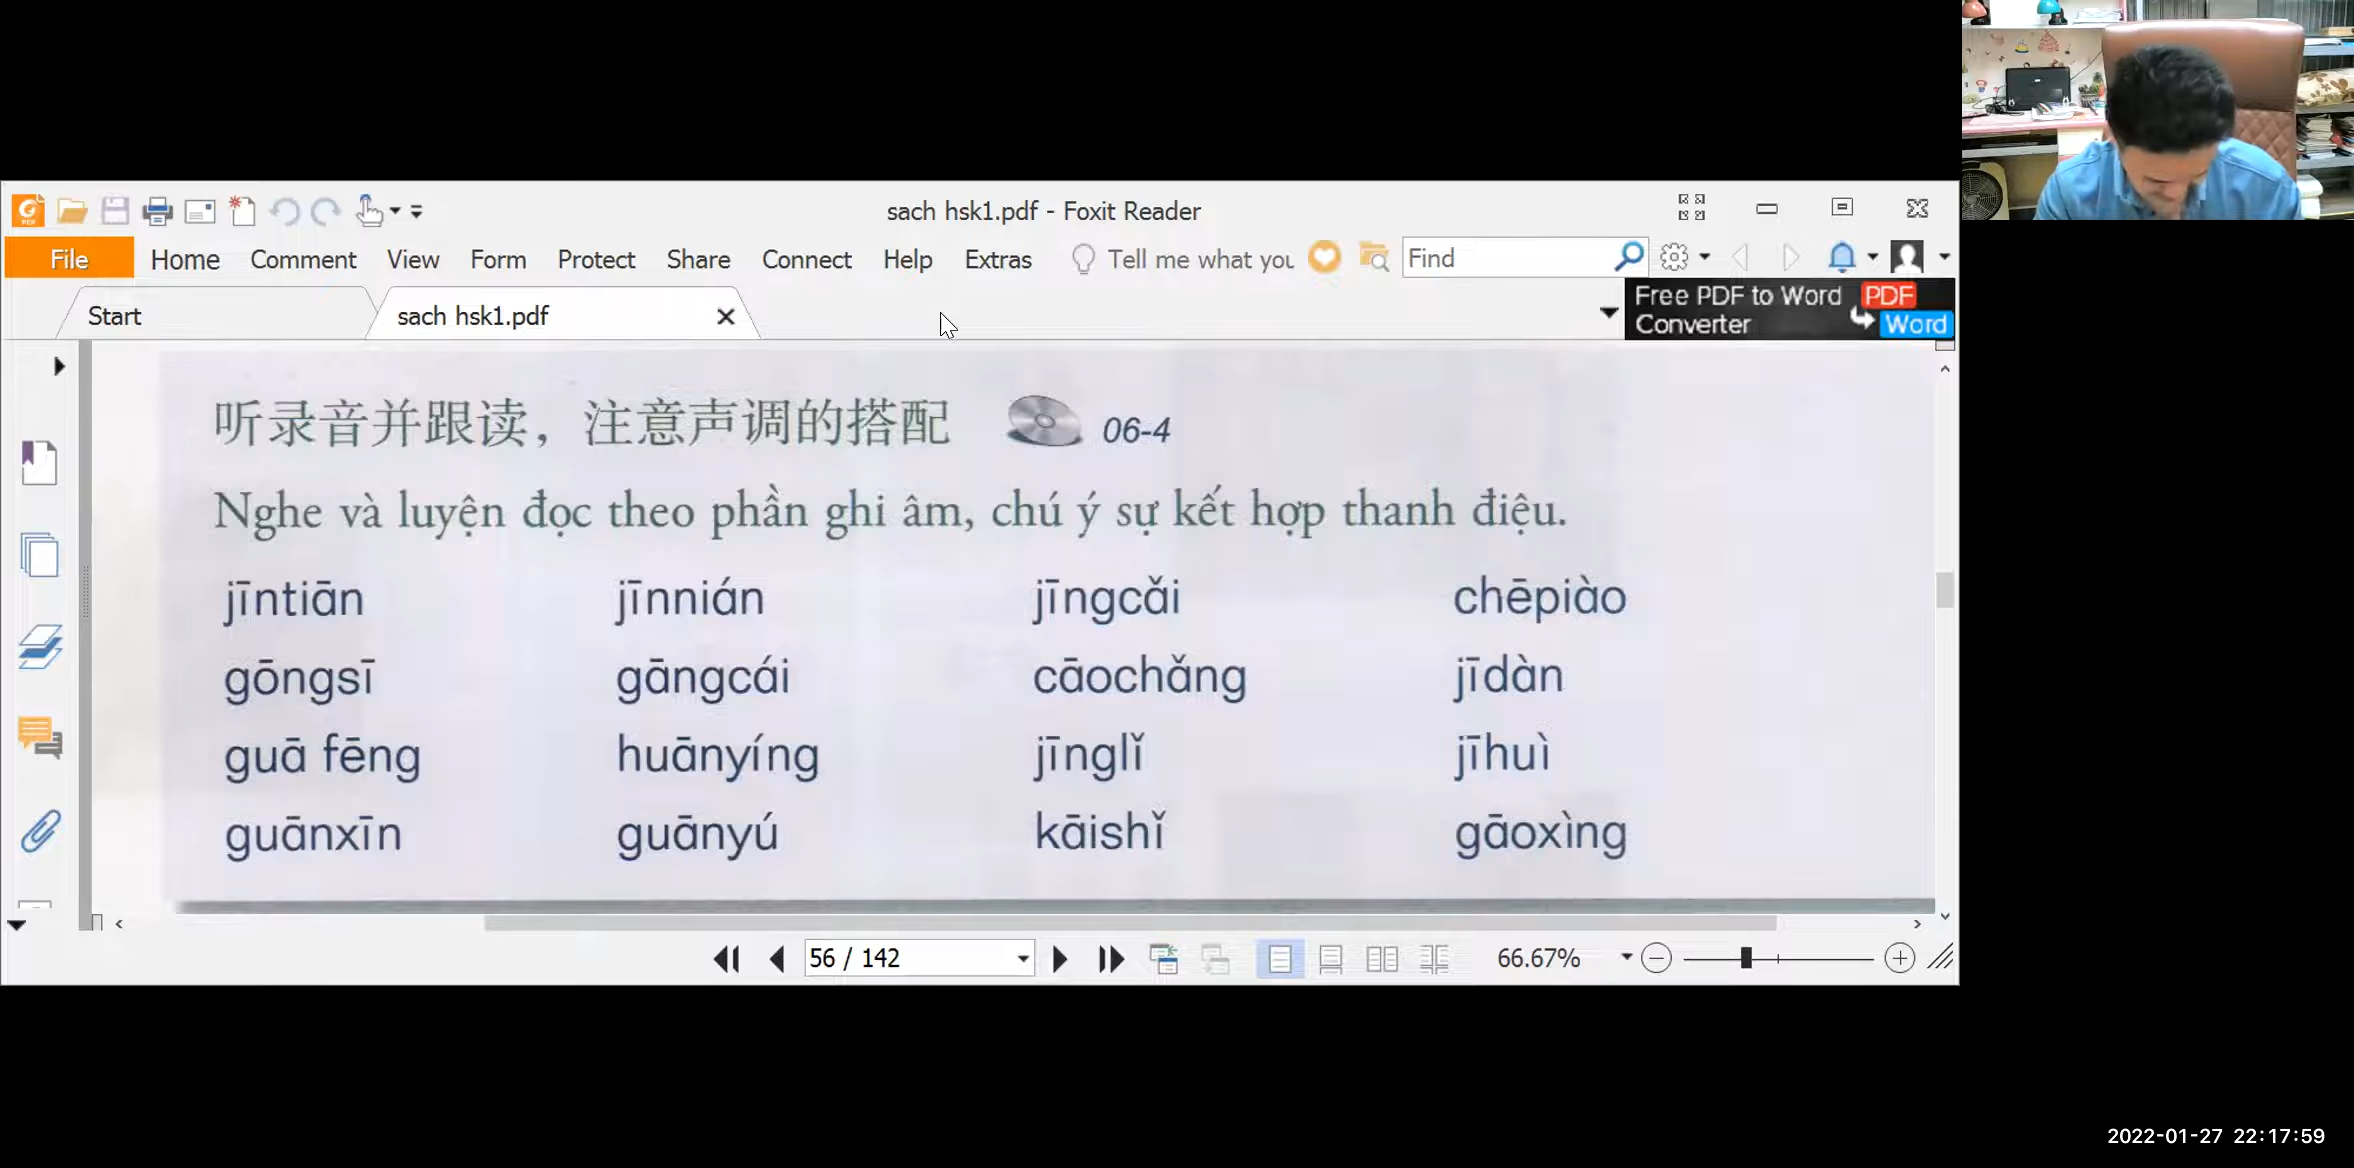 sach hsk1.pdf - Foxit Reader
File Home Comment View Form Protect Share Connect Help Extras Tell me what you Find
Start sach hsk1.pdf
Free PDF to Word PDF
Converter Word
听录音并跟读，注意声调的搭配 06-4
Nghe và luyện đọc theo phần ghi âm, chú ý sự kết hợp thanh điệu.
jīntiān jīnnián jīngcǎi chēpiào
gōngsī gāngcái cāochǎng jīdàn
guā fēng huānyíng jīnglǐ jīhuì
guānxīn guānyú kāishǐ gāoxìng
56 / 142 66.67%
2022-01-27 22:17:59